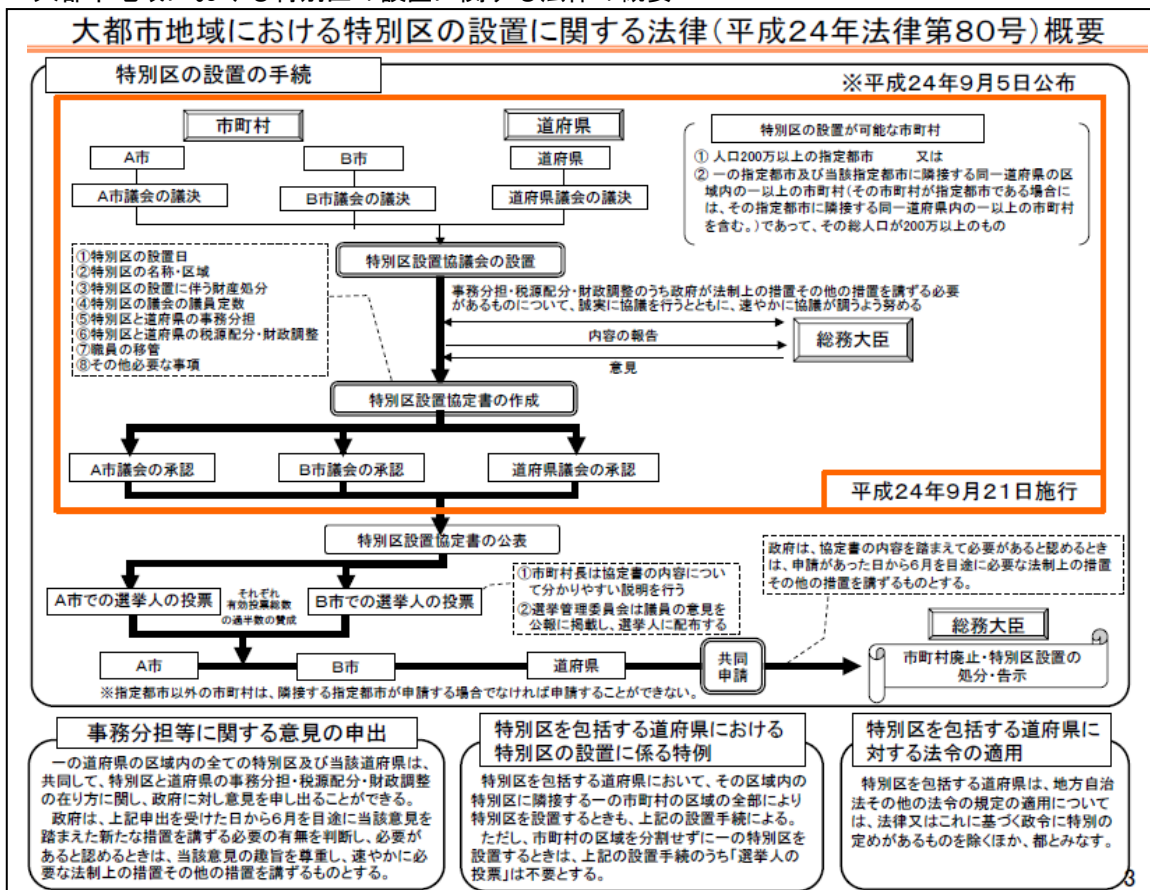 大都市地域における特別区の設置に関する法律(平成24年法律第80号)概要
特別区の設置の手続
※平成24年9月5日公布
市町村
道府県
A市
B市
道府県
A市議会の議決
B市議会の議決
道府県議会の議決
特別区の設置が可能な市町村
① 人口200万以上の指定都市 又は
② 一の指定都市及び当該指定都市に隣接する同一道府県の区
域内の一以上の市町村(その市町村が指定都市である場合に
は、その指定都市に隣接する同一道府県内の一以上の市町村
を含む。)であって、その総人口が200万以上のもの
特別区設置協議会の設置
①特別区の設置日
②特別区の名称・区域
③特別区の設置に伴う財産処分
④特別区の議会の議員定数
⑤特別区と道府県の事務分担
⑥特別区と道府県の税源配分・財政調整
⑦職員の移管
⑧その他必要な事項
事務分担・税源配分・財政調整のうち政府が法制上の措置その他の措置を講ずる必要
があるものについて、誠実に協議を行うとともに、速やかに協議が調うよう努める
内容の報告
意見
総務大臣
特別区設置協定書の作成
A市議会の承認
B市議会の承認
道府県議会の承認
平成24年9月21日施行
特別区設置協定書の公表
A市での選挙人の投票
それぞれ
有効投票総数
の過半数の賛成
B市での選挙人の投票
①市町村長は協定書の内容につい
て分かりやすい説明を行う
②選挙管理委員会は議員の意見を
公報に掲載し、選挙人に配布する
政府は、協定書の内容を踏まえて必要があると認めるとき
は、申請があった日から6月を目途に必要な法制上の措置
その他の措置を講ずるものとする。
A市
B市
道府県
共同
申請
総務大臣
市町村廃止・特別区設置の
処分・告示
※指定都市以外の市町村は、隣接する指定都市が申請する場合でなければ申請することができない。
事務分担等に関する意見の申出
一の道府県の区域内の全ての特別区及び当該道府県は、
共同して、特別区と道府県の事務分担・税源配分・財政調整
の在り方に関し、政府に対し意見を申し出ることができる。
政府は、上記申出を受けた日から6月を目途に当該意見を
踏まえた新たな措置を講ずる必要の有無を判断し、必要が
あると認めるときは、当該意見の趣旨を尊重し、速やかに必
要な法制上の措置その他の措置を講ずるものとする。
特別区を包括する道府県における
特別区の設置に係る特例
特別区を包括する道府県において、その区域内の
特別区に隣接する一の市町村の区域の全部により
特別区を設置するときも、上記の設置手続による。
ただし、市町村の区域を分割せずに一の特別区を
設置するときは、上記の設置手続のうち「選挙人の
投票」は不要とする。
特別区を包括する道府県に
対する法令の適用
特別区を包括する道府県は、地方自治
法その他の法令の規定の適用について
は、法律又はこれに基づく政令に特別の
定めがあるものを除くほか、都とみなす。
3